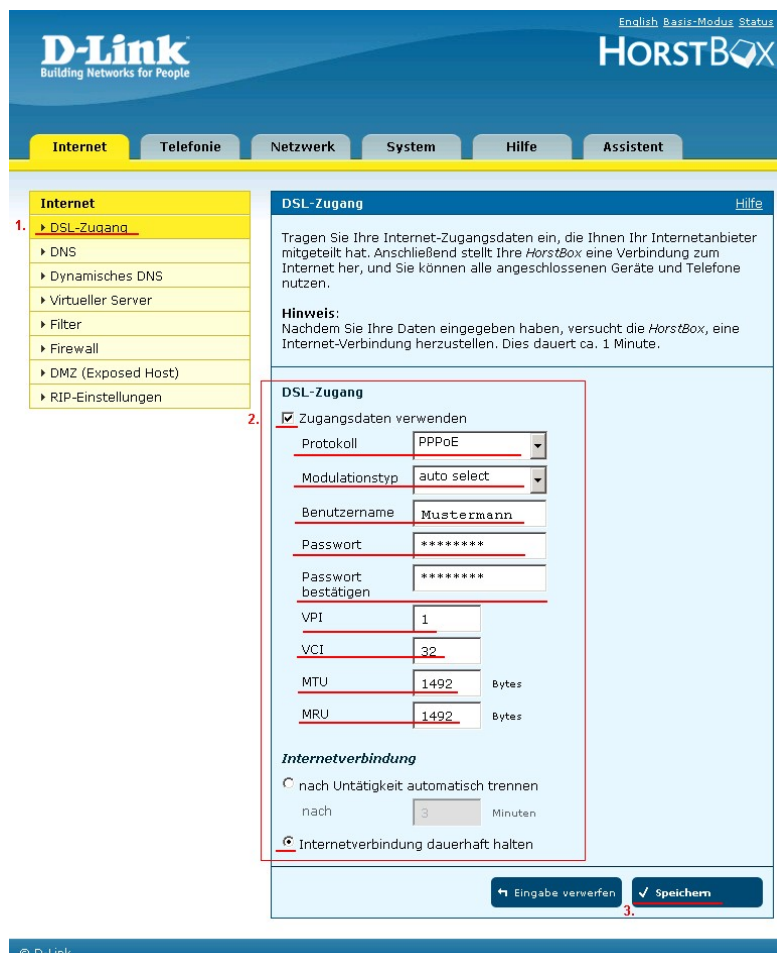 English Basis-Modus Status
D-Link
Building Networks for People
HORSTBOX
Internet Telefonie Netzwerk System Hilfe Assistent
Internet
1. DSL-Zugang
DNS
Dynamisches DNS
Virtueller Server
Filter
Firewall
DMZ (Exposed Host)
RIP-Einstellungen
DSL-Zugang Hilfe
Tragen Sie Ihre Internet-Zugangsdaten ein, die Ihnen Ihr Internetanbieter
mitgeteilt hat. Anschließend stellt Ihre HorstBox eine Verbindung zum
Internet her, und Sie können alle angeschlossenen Geräte und Telefone
nutzen.
Hinweis:
Nachdem Sie Ihre Daten eingegeben haben, versucht die HorstBox, eine
Internet-Verbindung herzustellen. Dies dauert ca. 1 Minute.
DSL-Zugang
2. Zugangsdaten verwenden
Protokoll PPPoE
Modulationstyp auto select
Benutzername Mustermann
Passwort ********
Passwort ********
bestätigen
VPI 1
VCI 32
MTU 1492 Bytes
MRU 1492 Bytes
Internetverbindung
nach Untätigkeit automatisch trennen
nach 3 Minuten
Internetverbindung dauerhaft halten
Eingabe verwerfen Speichern
3.
© D-Link